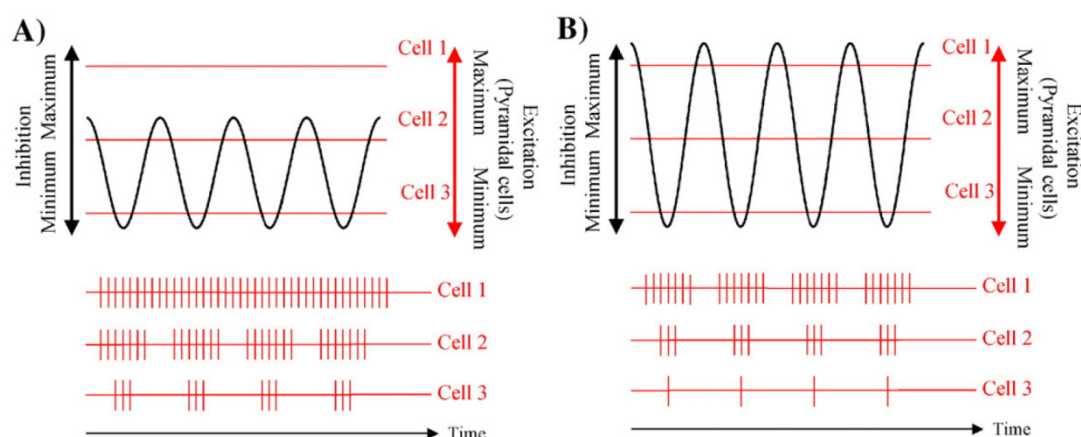 A)
Inhibition
Minimum Maximum
Cell 1
Cell 2
Cell 3
Maximum Minimum
(Pyramidal cells)
Excitation
Cell 1
Cell 2
Cell 3
Time
B)
Inhibition
Minimum Maximum
Cell 1
Cell 2
Cell 3
Maximum Minimum
(Pyramidal cells)
Excitation
Cell 1
Cell 2
Cell 3
Time